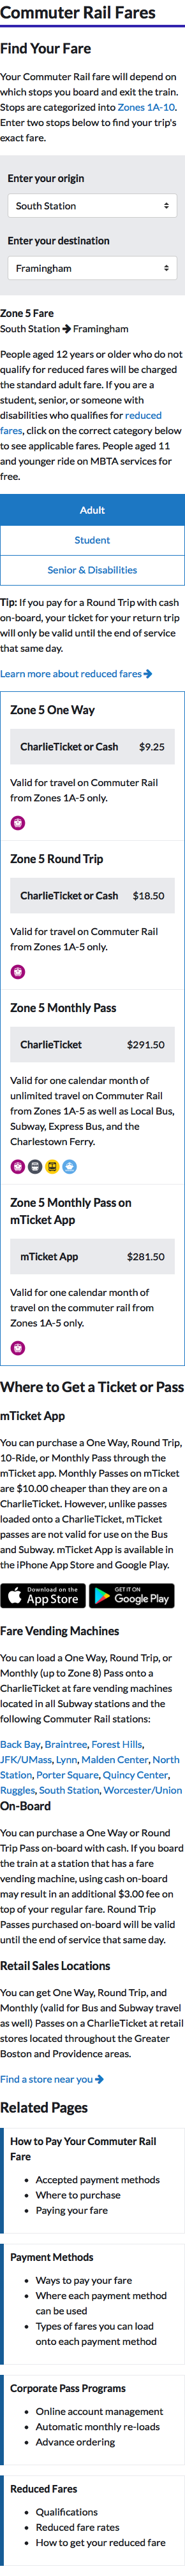 Commuter Rail Fares
Find Your Fare
Your Commuter Rail fare will depend on
which stops you board and exit the train.
Stops are categorized into Zones 1A-10.
Enter two stops below to find your trip's
exact fare.
Enter your origin
South Station
Enter your destination
Framingham
Zone 5 Fare
South Station → Framingham
People aged 12 years or older who do not
qualify for reduced fares will be charged
the standard adult fare. If you are a
student, senior, or someone with
disabilities who qualifies for reduced
fares, click on the correct category below
to see applicable fares. People aged 11
and younger ride on MBTA services for
free.
Adult
Student
Senior & Disabilities
Tip: If you pay for a Round Trip with cash
on-board, your ticket for your return trip
will only be valid until the end of service
that same day.
Learn more about reduced fares →
Zone 5 One Way
CharlieTicket or Cash $9.25
Valid for travel on Commuter Rail
from Zones 1A-5 only.
Zone 5 Round Trip
CharlieTicket or Cash $18.50
Valid for travel on Commuter Rail
from Zones 1A-5 only.
Zone 5 Monthly Pass
CharlieTicket $291.50
Valid for one calendar month of
unlimited travel on Commuter Rail
from Zones 1A-5 as well as Local Bus,
Subway, Express Bus, and the
Charlestown Ferry.
Zone 5 Monthly Pass on
mTicket App
mTicket App $281.50
Valid for one calendar month of
travel on the commuter rail from
Zones 1A-5 only.
Where to Get a Ticket or Pass
mTicket App
You can purchase a One Way, Round Trip,
10-Ride, or Monthly Pass through the
mTicket app. Monthly Passes on mTicket
are $10.00 cheaper than they are on a
CharlieTicket. However, unlike passes
loaded onto a CharlieTicket, mTicket
passes are not valid for use on the Bus
and Subway. mTicket App is available in
the iPhone App Store and Google Play.
Download on the
App Store
GET IT ON
Google Play
Fare Vending Machines
You can load a One Way, Round Trip, or
Monthly (up to Zone 8) Pass onto a
CharlieTicket at fare vending machines
located in all Subway stations and the
following Commuter Rail stations:
Back Bay, Braintree, Forest Hills,
JFK/UMass, Lynn, Malden Center, North
Station, Porter Square, Quincy Center,
Ruggles, South Station, Worcester/Union
On-Board
You can purchase a One Way or Round
Trip Pass on-board with cash. If you board
the train at a station that has a fare
vending machine, using cash on-board
may result in an additional $3.00 fee on
top of your regular fare. Round Trip
Passes purchased on-board will be valid
until the end of service that same day.
Retail Sales Locations
You can get One Way, Round Trip, and
Monthly (valid for Bus and Subway travel
as well) Passes on a CharlieTicket at retail
stores located throughout the Greater
Boston and Providence areas.
Find a store near you →
Related Pages
How to Pay Your Commuter Rail
Fare
• Accepted payment methods
• Where to purchase
• Paying your fare
Payment Methods
• Ways to pay your fare
• Where each payment method
can be used
• Types of fares you can load
onto each payment method
Corporate Pass Programs
• Online account management
• Automatic monthly re-loads
• Advance ordering
Reduced Fares
• Qualifications
• Reduced fare rates
• How to get your reduced fare